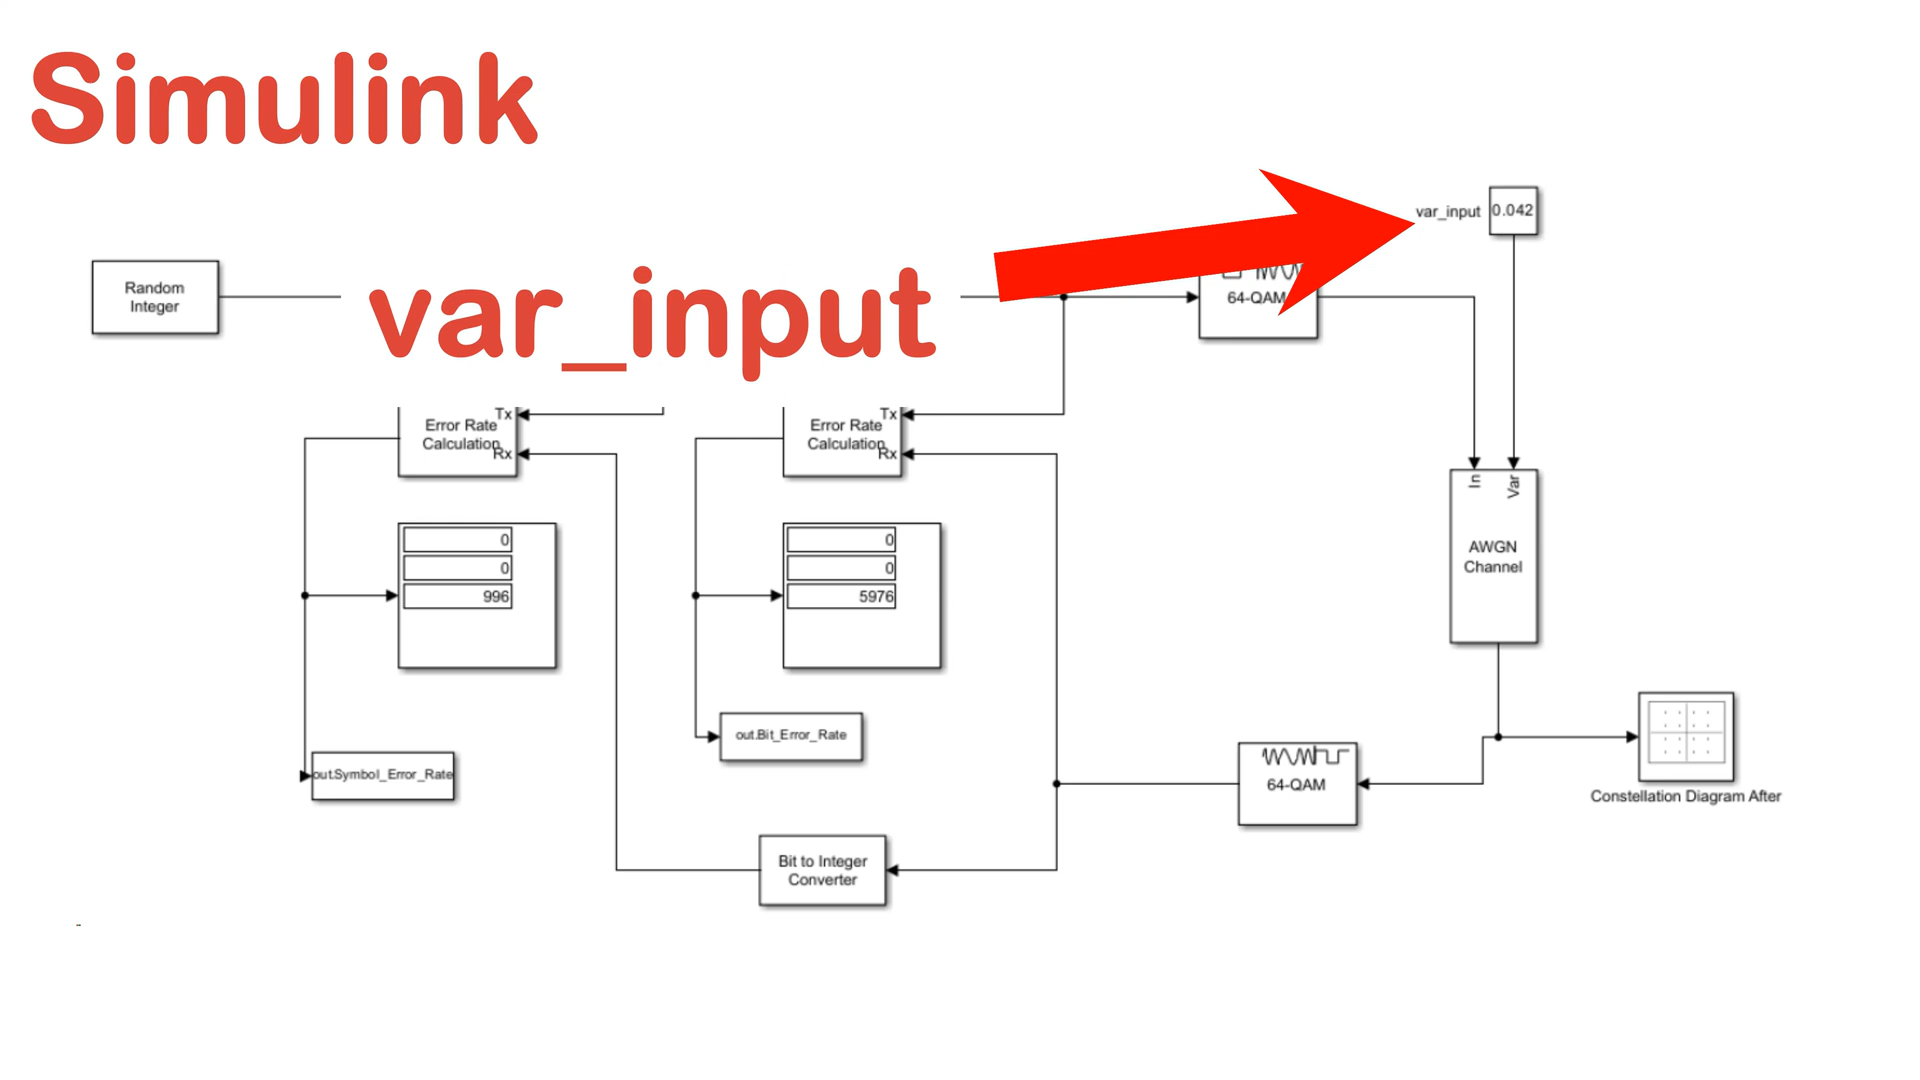 Simulink
var_input 0.042
Random
Integer
var_input
64-QAM
Tx
Error Rate
Calculation
Rx
Tx
Error Rate
Calculation
Rx
In
Var
0
0
996
0
0
5976
AWGN
Channel
out.Bit_Error_Rate
out.Symbol_Error_Rate
64-QAM
Constellation Diagram After
Bit to Integer
Converter